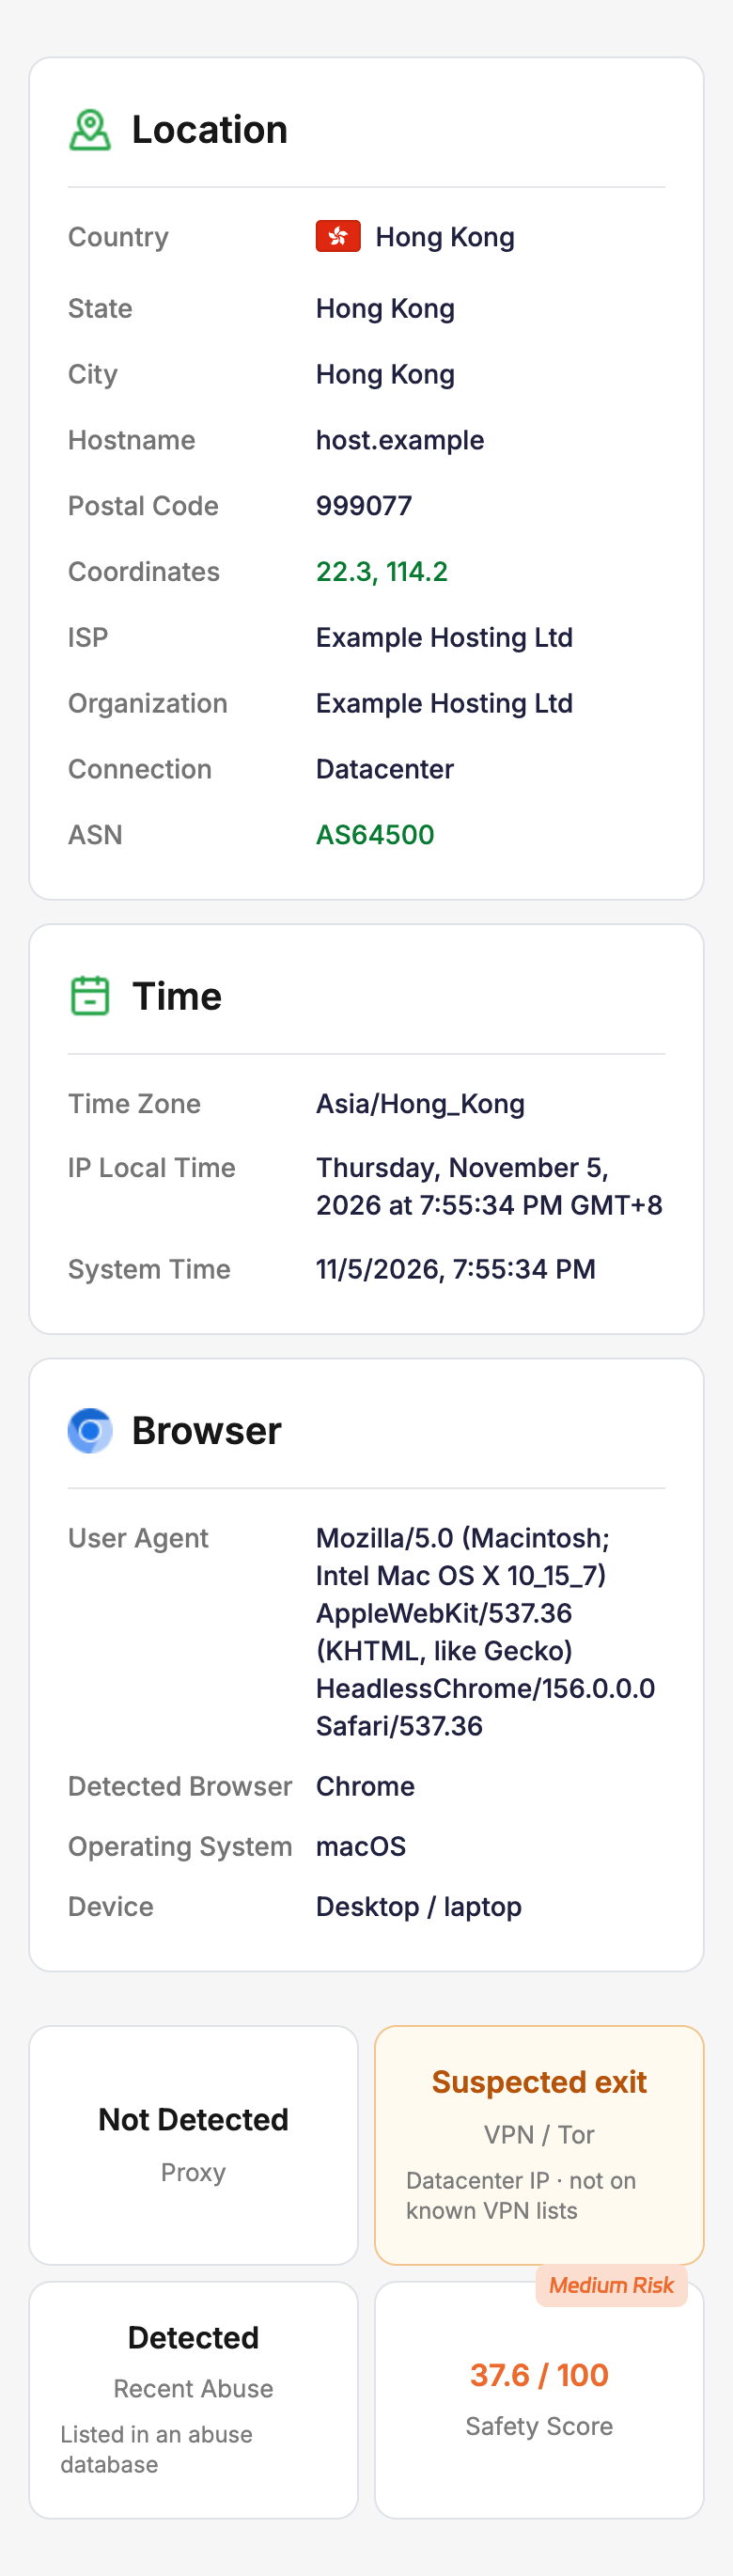 Location
Country Hong Kong
State Hong Kong
City Hong Kong
Hostname host.example
Postal Code 999077
Coordinates 22.3, 114.2
ISP Example Hosting Ltd
Organization Example Hosting Ltd
Connection Datacenter
ASN AS64500
Time
Time Zone Asia/Hong_Kong
IP Local Time Thursday, November 5,
2026 at 7:55:34 PM GMT+8
System Time 11/5/2026, 7:55:34 PM
Browser
User Agent Mozilla/5.0 (Macintosh;
Intel Mac OS X 10_15_7)
AppleWebKit/537.36
(KHTML, like Gecko)
HeadlessChrome/156.0.0.0
Safari/537.36
Detected Browser Chrome
Operating System macOS
Device Desktop / laptop
Not Detected
Proxy
Suspected exit
VPN / Tor
Datacenter IP · not on
known VPN lists
Detected
Recent Abuse
Listed in an abuse
database
Medium Risk
37.6 / 100
Safety Score